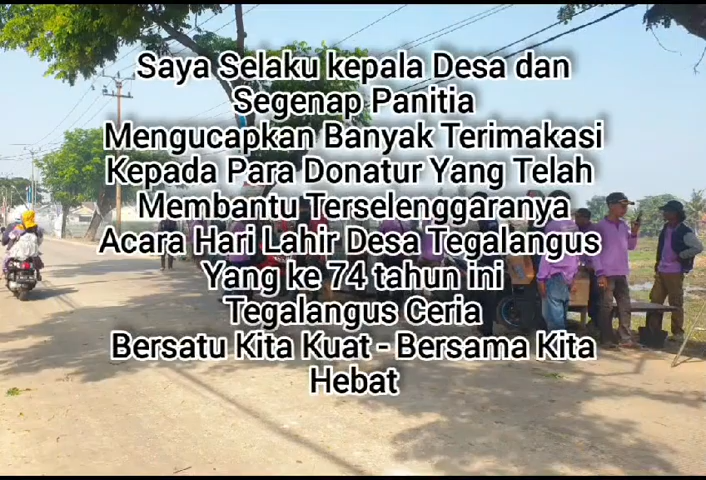 Saya Selaku kepala Desa dan
Segenap Panitia
Mengucapkan Banyak Terimakasi
Kepada Para Donatur Yang Telah
Membantu Terselenggaranya
Acara Hari Lahir Desa Tegalangus
Yang ke 74 tahun ini
Tegalangus Ceria
Bersatu Kita Kuat - Bersama Kita
Hebat